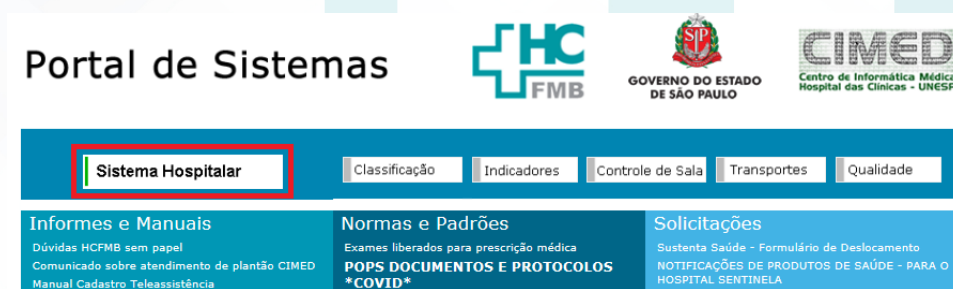 Portal de Sistemas
HC
FMB
SP
GOVERNO DO ESTADO
DE SÃO PAULO
CIMED
Centro de Informática Médica
Hospital das Clínicas - UNESP
Sistema Hospitalar
Classificação
Indicadores
Controle de Sala
Transportes
Qualidade
Informes e Manuais
Dúvidas HCFMB sem papel
Comunicado sobre atendimento de plantão CIMED
Manual Cadastro Teleassistência
Normas e Padrões
Exames liberados para prescrição médica
POPS DOCUMENTOS E PROTOCOLOS
*COVID*
Solicitações
Sustenta Saúde - Formulário de Deslocamento
NOTIFICAÇÕES DE PRODUTOS DE SAÚDE - PARA O
HOSPITAL SENTINELA